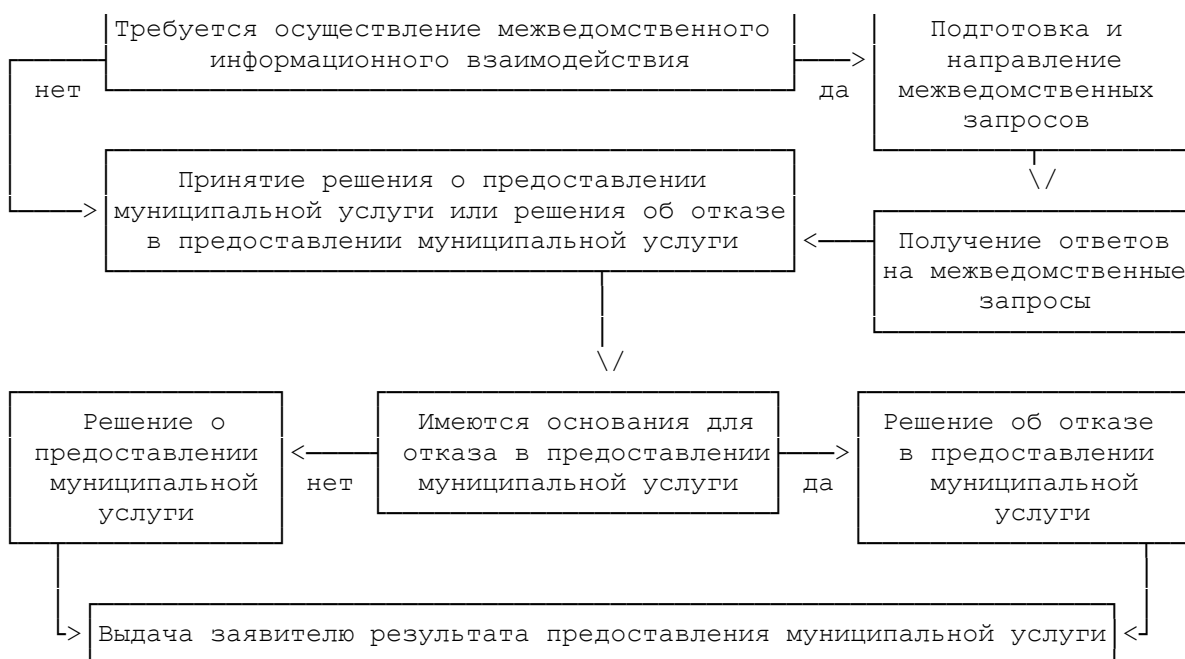 Требуется осуществление межведомственного
информационного взаимодействия
нет
да
Подготовка и
направление
межведомственных
запросов
\/
Принятие решения о предоставлении
> муниципальной услуги или решения об отказе
в предоставлении муниципальной услуги
<
Получение ответов
на межведомственные
запросы
\/
Решение о
предоставлении
муниципальной
услуги
<
нет
Имеются основания для
отказа в предоставлении
муниципальной услуги
>
да
Решение об отказе
в предоставлении
муниципальной
услуги
> Выдача заявителю результата предоставления муниципальной услуги <